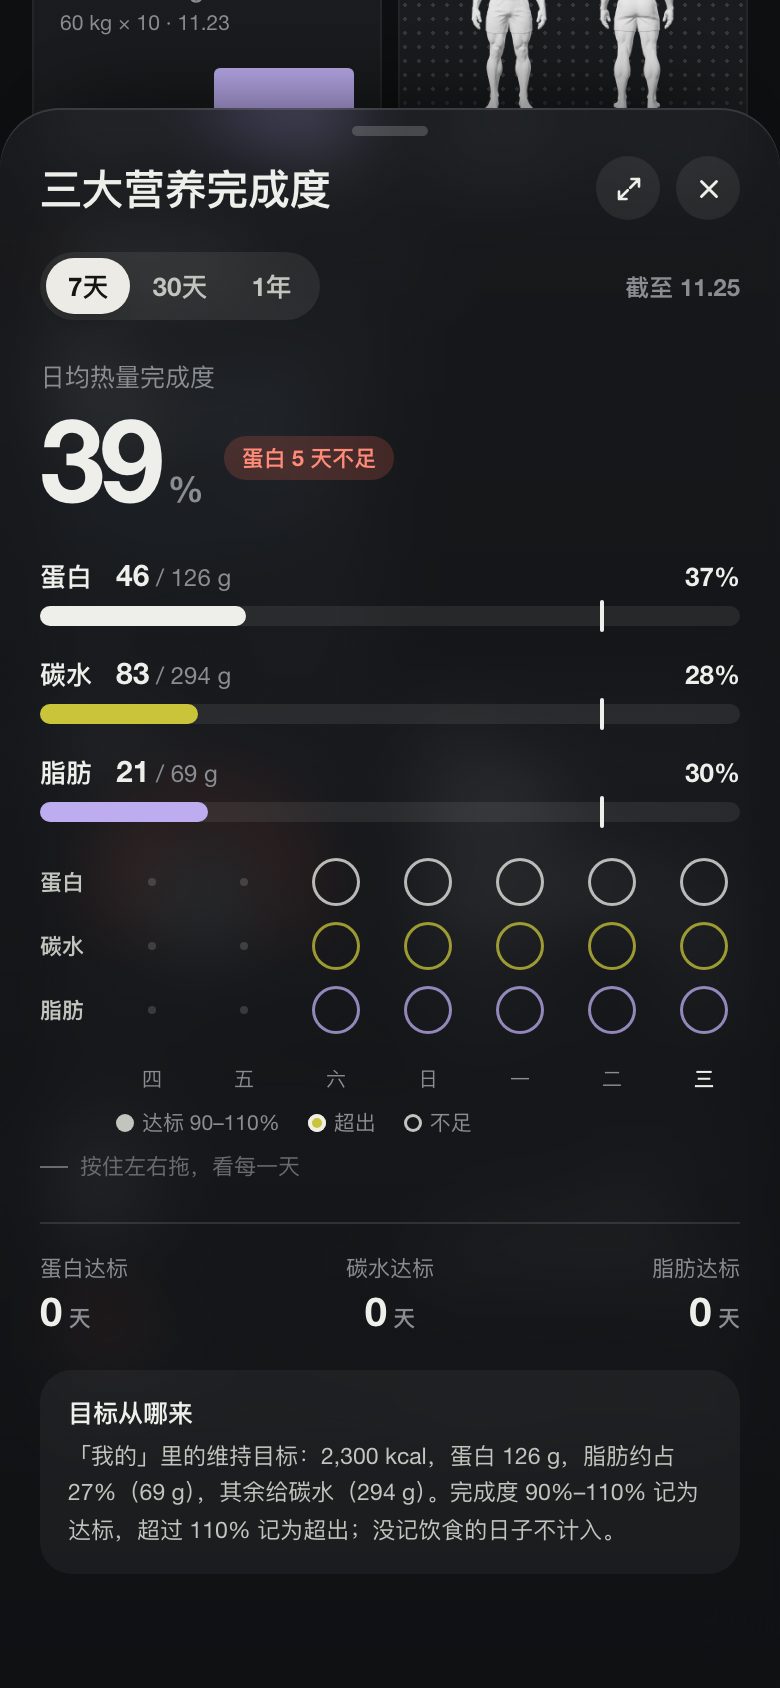 60 kg × 10 · 11.23
三大营养完成度
7天 30天 1年 截至 11.25
日均热量完成度
39 % 蛋白 5 天不足
蛋白 46 / 126 g 37%
碳水 83 / 294 g 28%
脂肪 21 / 69 g 30%
蛋白
碳水
脂肪
四 五 六 日 一 二 三
达标 90–110% 超出 不足
按住左右拖，看每一天
蛋白达标 碳水达标 脂肪达标
0 天 0 天 0 天
目标从哪来
「我的」里的维持目标：2,300 kcal，蛋白 126 g，脂肪约占
27%（69 g），其余给碳水（294 g）。完成度 90%–110% 记为
达标，超过 110% 记为超出；没记饮食的日子不计入。